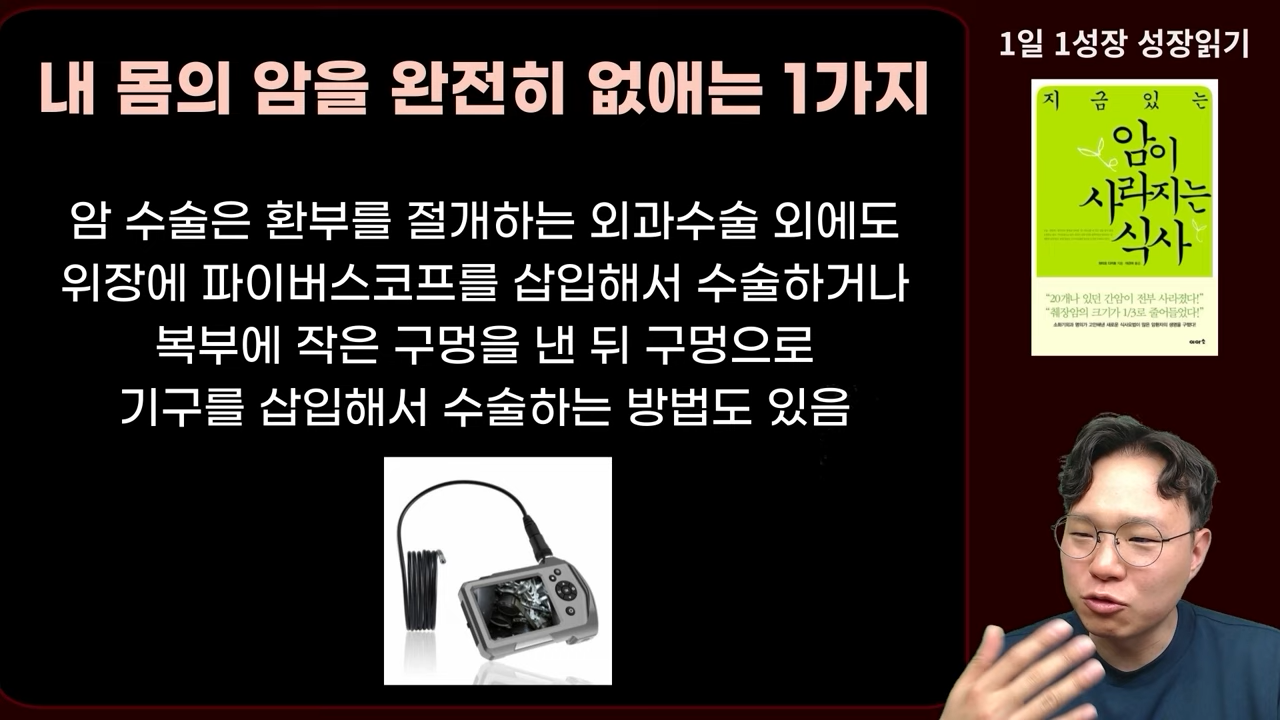 내 몸의 암을 완전히 없애는 1가지
암 수술은 환부를 절개하는 외과수술 외에도
위장에 파이버스코프를 삽입해서 수술하거나
복부에 작은 구멍을 낸 뒤 구멍으로
기구를 삽입해서 수술하는 방법도 있음
1일 1성장 성장읽기
지금있는
암이
사라지는
식사
“20개나 있던 간암이 전부 사라졌다!”
“췌장암의 크기가 1/3로 줄어들었다!”